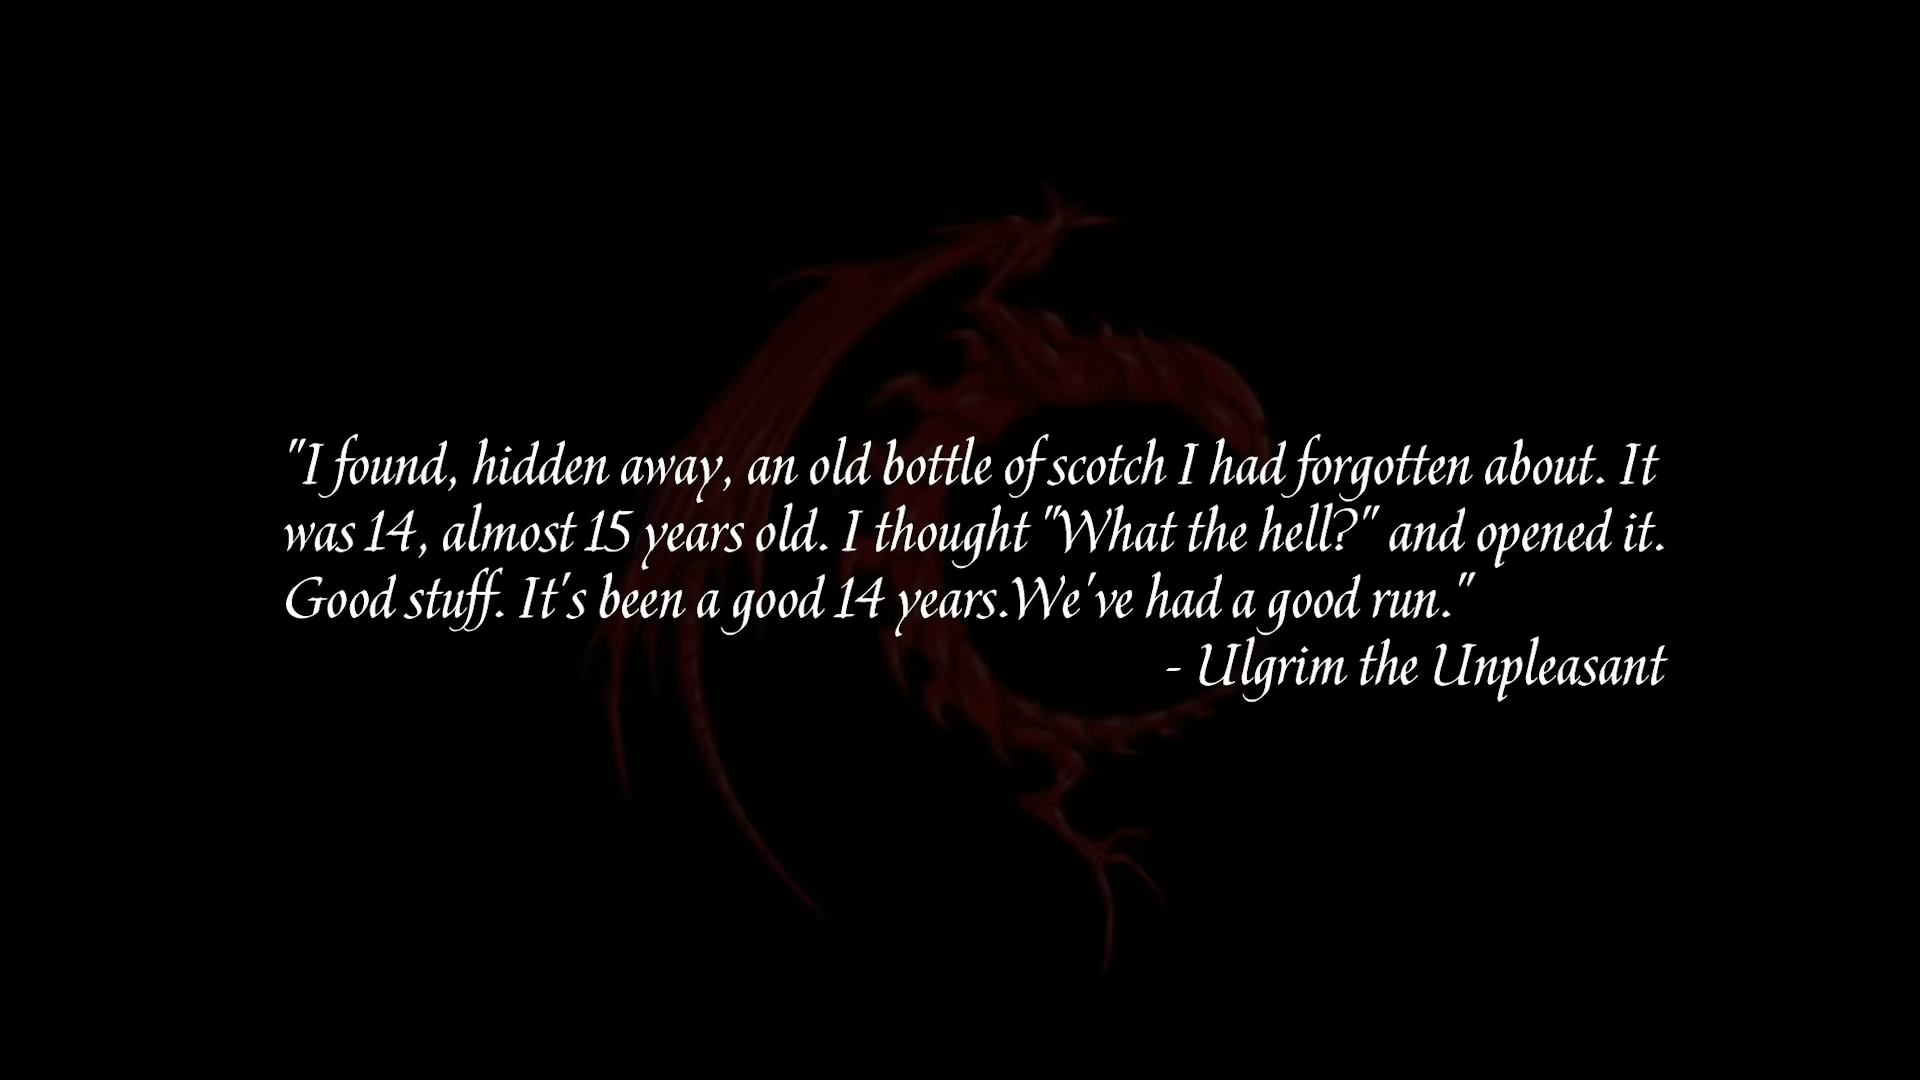 "I found, hidden away, an old bottle of scotch I had forgotten about. It
was 14, almost 15 years old. I thought "What the hell?" and opened it.
Good stuff. It's been a good 14 years.We've had a good run."
- Ulgrim the Unpleasant